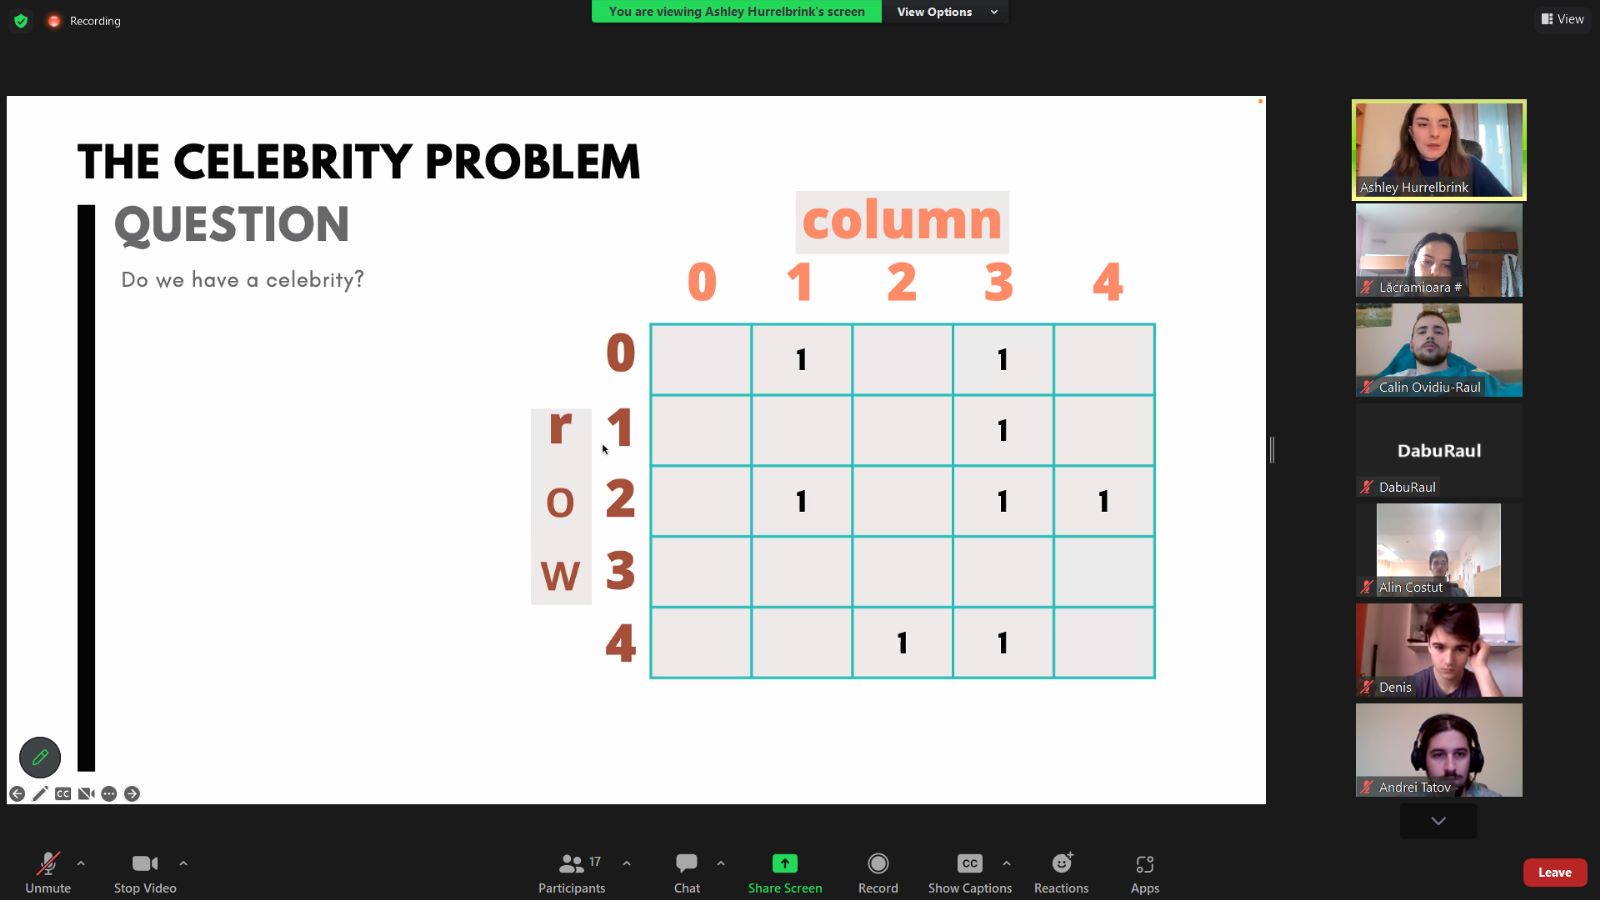 Recording
You are viewing Ashley Hurrelbrink's screen
View Options
View
THE CELEBRITY PROBLEM
QUESTION
Do we have a celebrity?
column
0 1 2 3 4
0 1 1
r 1 1
o 2 1 1 1
w 3
4 1 1
CC
Ashley Hurrelbrink
Lăcramioara #
Calin Ovidiu-Raul
DabuRaul
DabuRaul
Alin Costut
Denis
Andrei Tatov
17
CC
Unmute
Stop Video
Participants
Chat
Share Screen
Record
Show Captions
Reactions
Apps
Leave